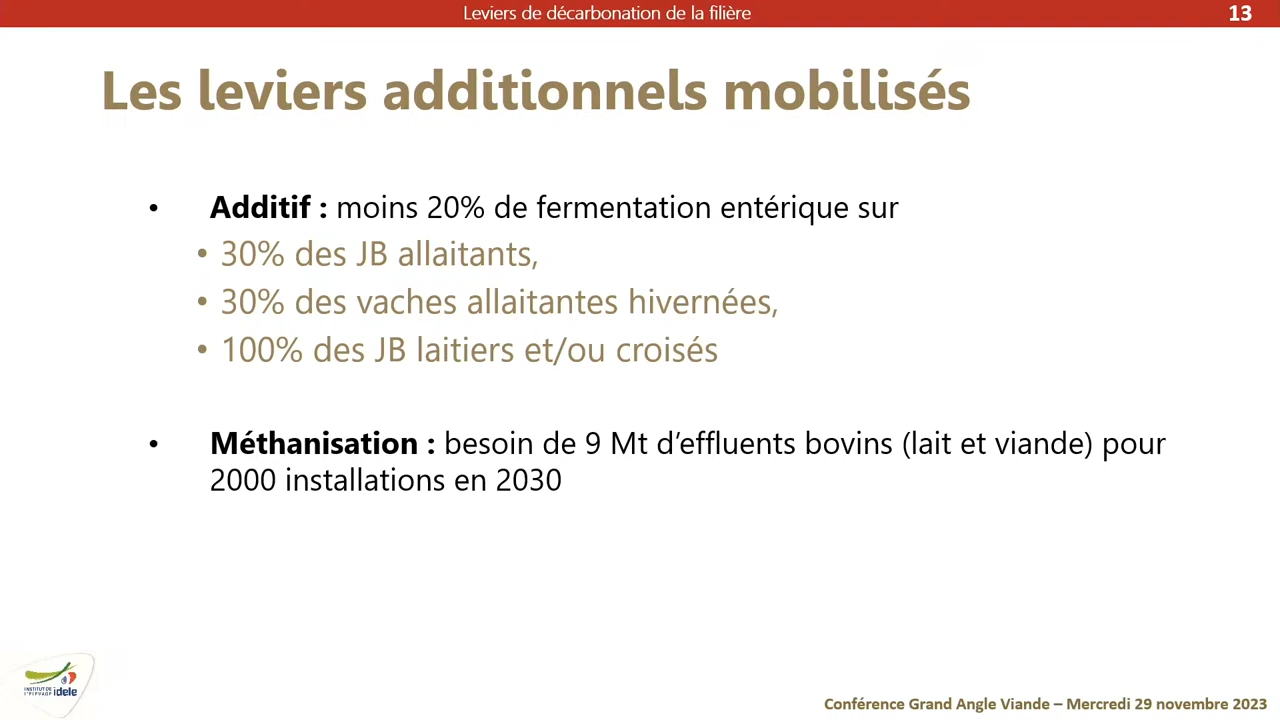 Leviers de décarbonation de la filière
13
Les leviers additionnels mobilisés
• Additif : moins 20% de fermentation entérique sur
• 30% des JB allaitants,
• 30% des vaches allaitantes hivernées,
• 100% des JB laitiers et/ou croisés
• Méthanisation : besoin de 9 Mt d’effluents bovins (lait et viande) pour
2000 installations en 2030
INSTITUT DE
L'ELEVAGE idele
Conférence Grand Angle Viande – Mercredi 29 novembre 2023